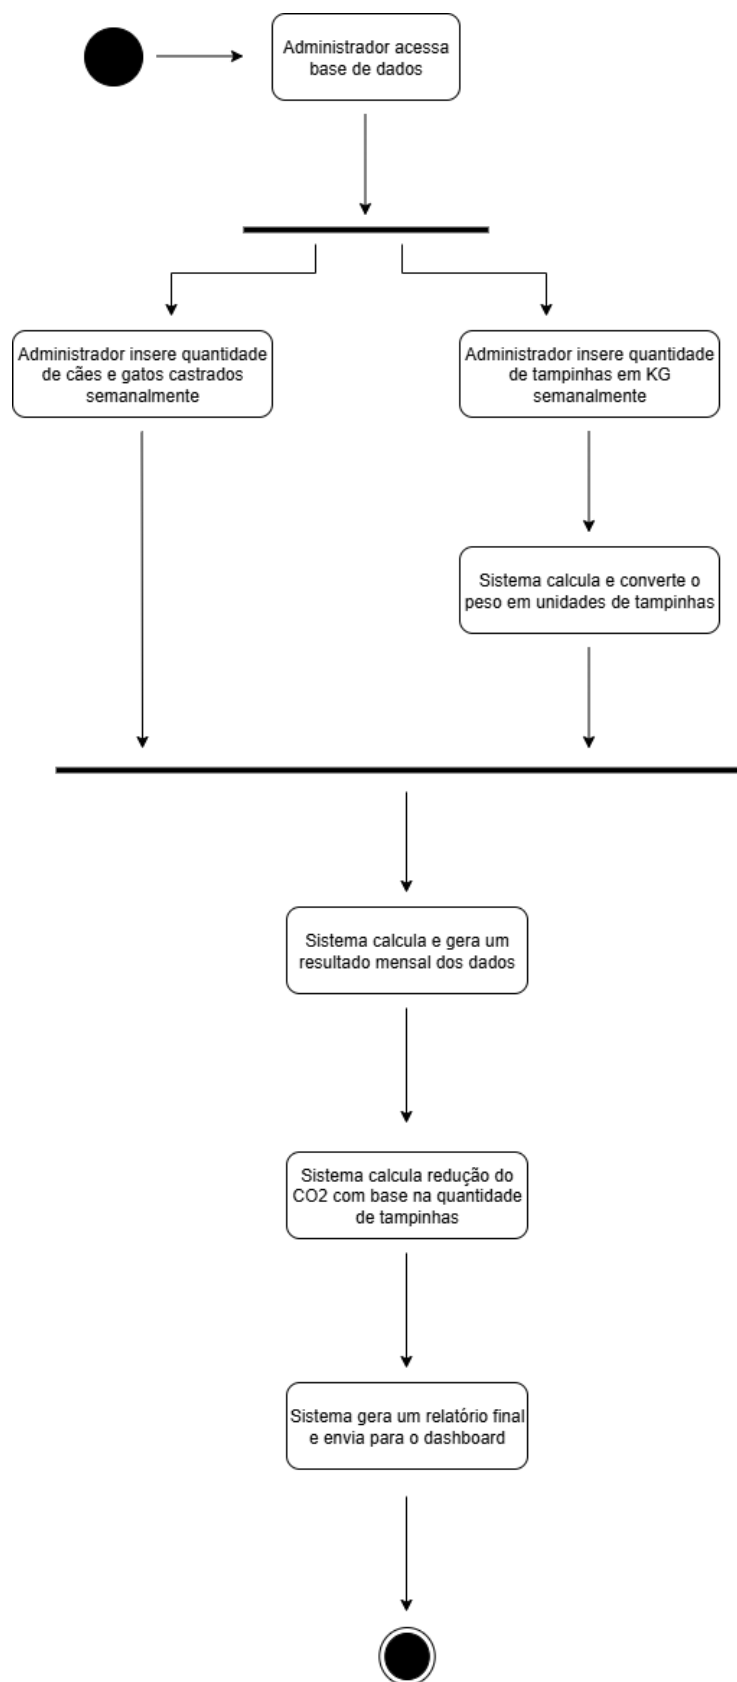 Administrador acessa
base de dados
Administrador insere quantidade
de cães e gatos castrados
semanalmente
Administrador insere quantidade
de tampinhas em KG
semanalmente
Sistema calcula e converte o
peso em unidades de tampinhas
Sistema calcula e gera um
resultado mensal dos dados
Sistema calcula redução do
CO2 com base na quantidade
de tampinhas
Sistema gera um relatório final
e envia para o dashboard